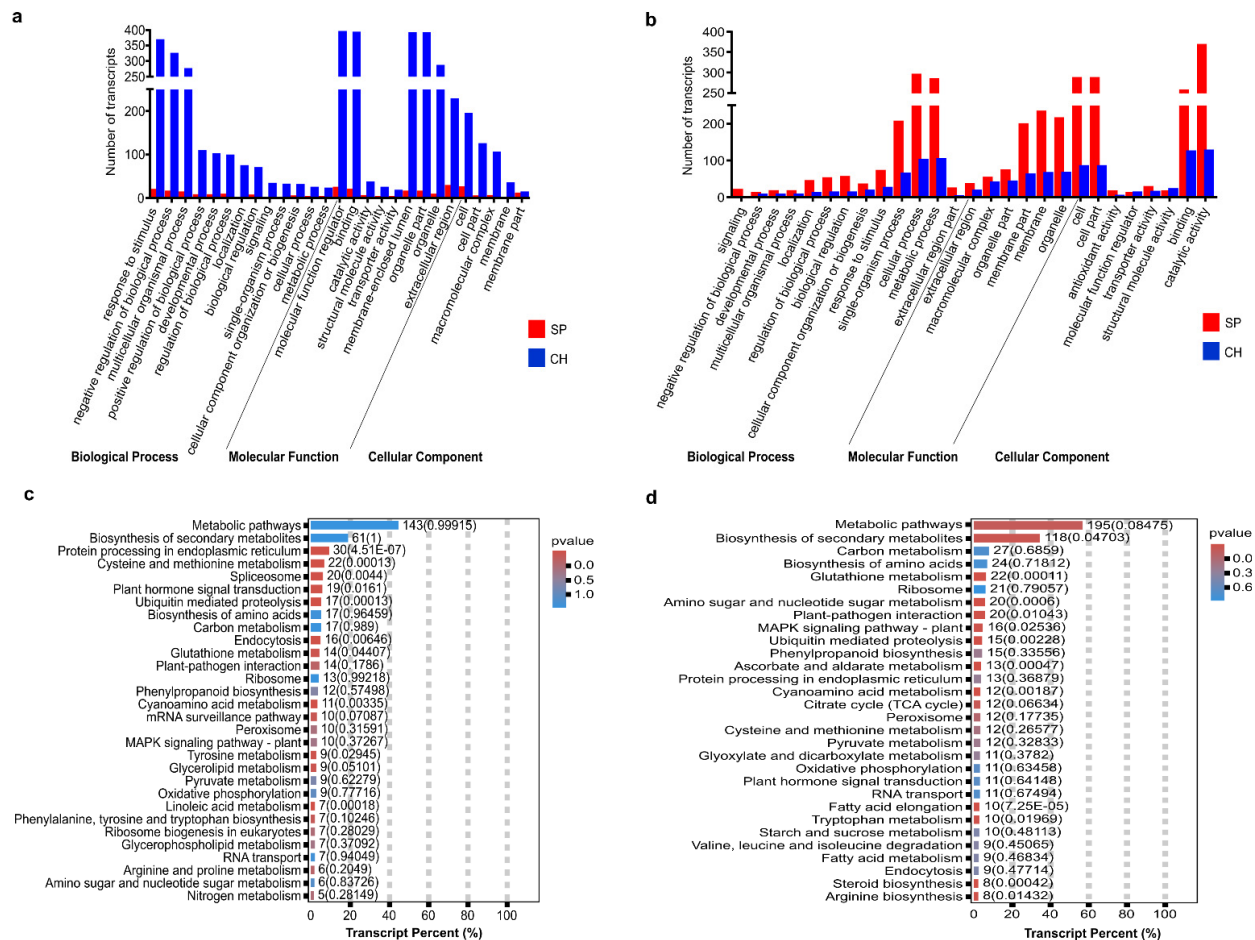 a
Number of transcripts
400
350
300
250
200
100
0
response to stimulus
negative regulation of biological process
multicellular organismal process
positive regulation of biological process
developmental process
regulation of biological process
localization
biological regulation
signaling
single-organism process
cellular component organization or biogenesis
cellular process
metabolic process
molecular function regulator
binding
catalytic activity
structural molecule activity
transporter activity
membrane-enclosed lumen
organelle part
organelle
extracellular region
cell
cell part
macromolecular complex
membrane
membrane part
SP
CH
Biological Process
Molecular Function
Cellular Component
b
Number of transcripts
400
350
300
250
200
100
0
signaling
negative regulation of biological process
developmental process
multicellular organismal process
localization
regulation of biological process
biological regulation
cellular component organization or biogenesis
response to stimulus
single-organism process
cellular process
metabolic process
extracellular region part
extracellular region
macromolecular complex
organelle part
membrane part
membrane
organelle
cell
cell part
antioxidant activity
molecular function regulator
transporter activity
structural molecule activity
binding
catalytic activity
SP
CH
Biological Process
Molecular Function
Cellular Component
c
Metabolic pathways 143(0.99915)
Biosynthesis of secondary metabolites 61(1)
Protein processing in endoplasmic reticulum 30(4.51E-07)
Cysteine and methionine metabolism 22(0.00013)
Spliceosome 20(0.0044)
Plant hormone signal transduction 19(0.0161)
Ubiquitin mediated proteolysis 17(0.00013)
Biosynthesis of amino acids 17(0.96459)
Carbon metabolism 17(0.989)
Endocytosis 16(0.00646)
Glutathione metabolism 14(0.04407)
Plant-pathogen interaction 14(0.1786)
Ribosome 13(0.99218)
Phenylpropanoid biosynthesis 12(0.57498)
Cyanoamino acid metabolism 11(0.00335)
mRNA surveillance pathway 10(0.07087)
Peroxisome 10(0.31591)
MAPK signaling pathway - plant 10(0.37267)
Tyrosine metabolism 9(0.02945)
Glycerolipid metabolism 9(0.05101)
Pyruvate metabolism 9(0.62279)
Oxidative phosphorylation 9(0.77716)
Linoleic acid metabolism 7(0.00018)
Phenylalanine, tyrosine and tryptophan biosynthesis 7(0.10246)
Ribosome biogenesis in eukaryotes 7(0.28029)
Glycerophospholipid metabolism 7(0.37092)
RNA transport 7(0.94049)
Arginine and proline metabolism 6(0.2049)
Amino sugar and nucleotide sugar metabolism 6(0.83726)
Nitrogen metabolism 5(0.28149)
0 20 40 60 80 100
Transcript Percent (%)
pvalue
0.0
0.5
1.0
d
Metabolic pathways 195(0.08475)
Biosynthesis of secondary metabolites 118(0.04703)
Carbon metabolism 27(0.6859)
Biosynthesis of amino acids 24(0.71812)
Glutathione metabolism 22(0.00011)
Ribosome 21(0.79057)
Amino sugar and nucleotide sugar metabolism 20(0.0006)
Plant-pathogen interaction 20(0.01043)
MAPK signaling pathway - plant 16(0.02536)
Ubiquitin mediated proteolysis 15(0.00228)
Phenylpropanoid biosynthesis 15(0.33556)
Ascorbate and aldarate metabolism 13(0.00047)
Protein processing in endoplasmic reticulum 13(0.36879)
Cyanoamino acid metabolism 12(0.00187)
Citrate cycle (TCA cycle) 12(0.06634)
Peroxisome 12(0.17735)
Cysteine and methionine metabolism 12(0.26577)
Pyruvate metabolism 12(0.32833)
Glyoxylate and dicarboxylate metabolism 11(0.3782)
Oxidative phosphorylation 11(0.63458)
Plant hormone signal transduction 11(0.64148)
RNA transport 11(0.67494)
Fatty acid elongation 10(7.25E-05)
Tryptophan metabolism 10(0.01969)
Starch and sucrose metabolism 10(0.48113)
Valine, leucine and isoleucine degradation 9(0.45065)
Fatty acid metabolism 9(0.46834)
Endocytosis 9(0.47714)
Steroid biosynthesis 8(0.00042)
Arginine biosynthesis 8(0.01432)
0 20 40 60 80 100
Transcript Percent (%)
pvalue
0.0
0.3
0.6